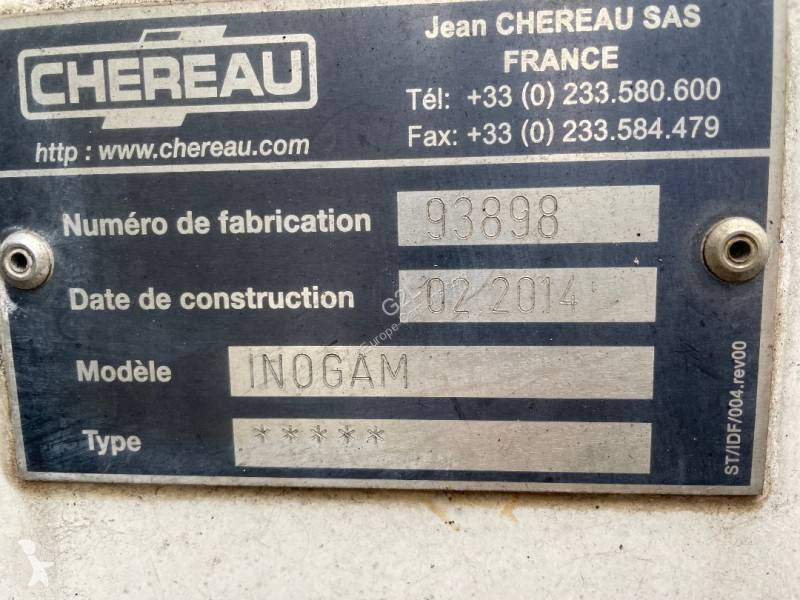 CHEREAU
http : www.chereau.com
Jean CHEREAU SAS
FRANCE
Tél: +33 (0) 233.580.600
Fax: +33 (0) 233.584.479
Numéro de fabrication 93898
Date de construction 02 2014
Modèle INOGAM
Type *****
ST/IDF/004.rev00